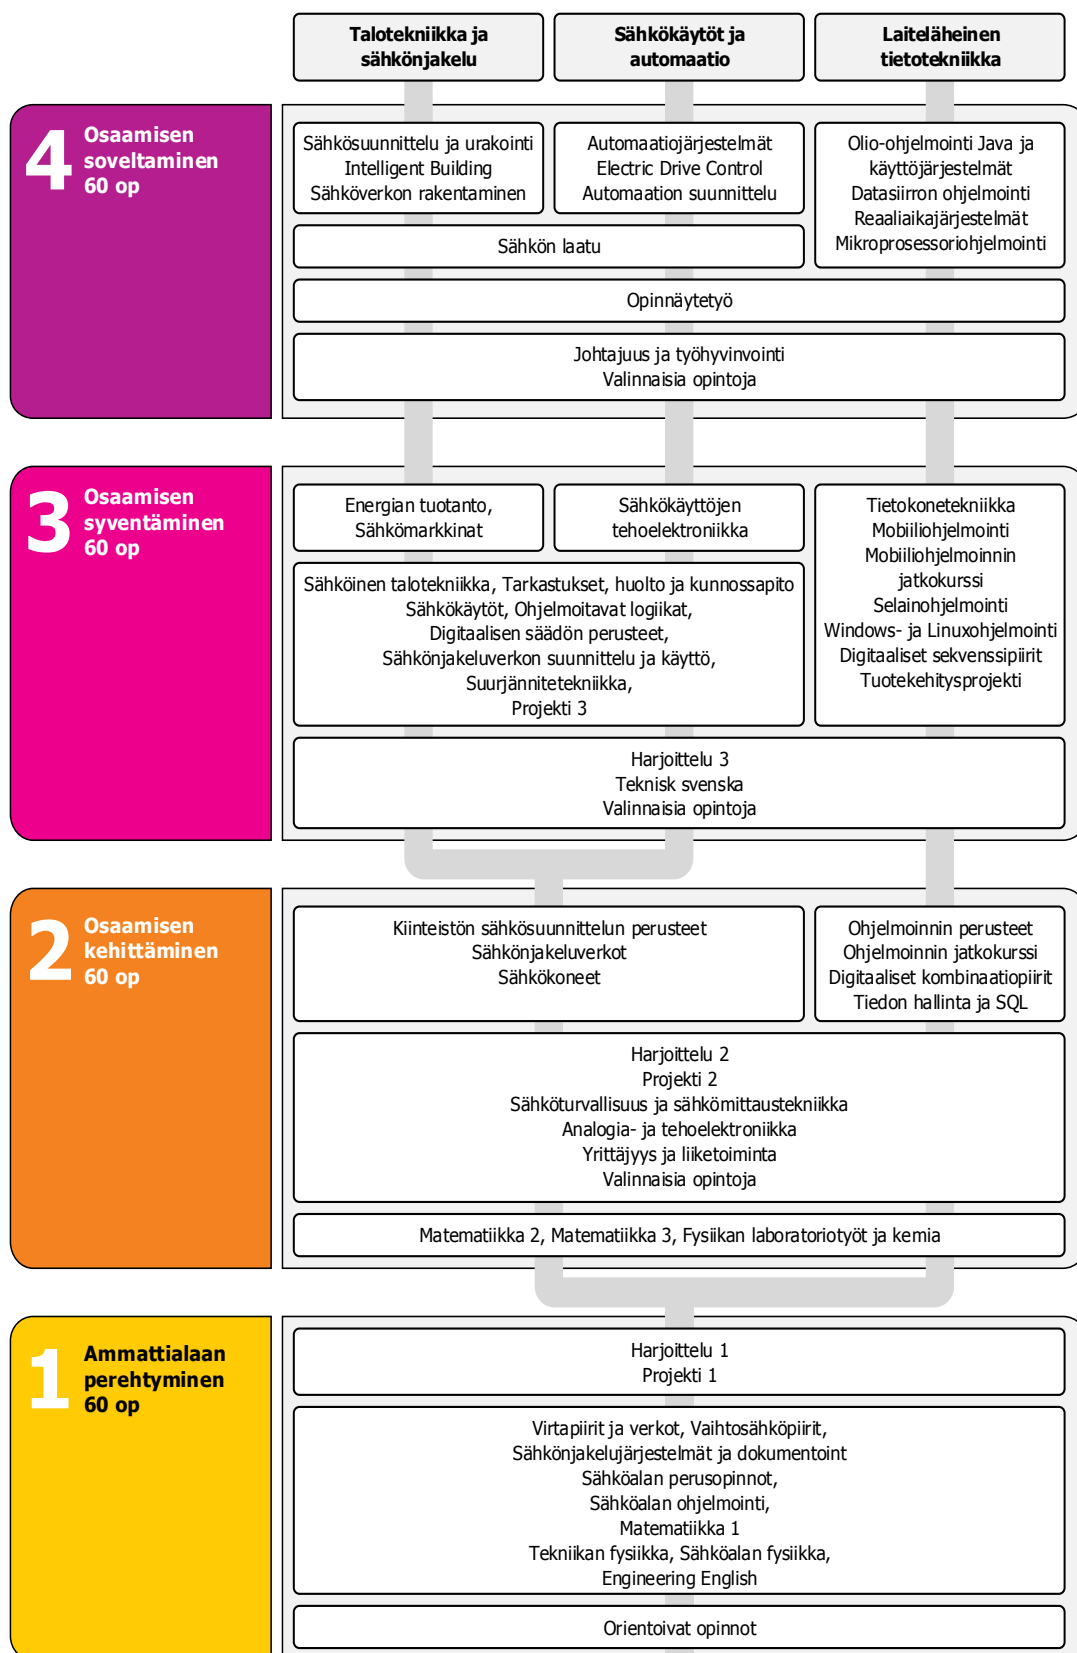 Talotekniikka ja
sähkönjakelu
Sähkökäytöt ja
automaatio
Laiteläheinen
tietotekniikka
4
Osaamisen
soveltaminen
60 op
Sähkösuunnittelu ja urakointi
Intelligent Building
Sähköverkon rakentaminen
Automaatiojärjestelmät
Electric Drive Control
Automaation suunnittelu
Olio-ohjelmointi Java ja
käyttöjärjestelmät
Datasiirron ohjelmointi
Reaaliaikajärjestelmät
Mikroprosessoriohjelmointi
Sähkön laatu
Opinnäytetyö
Johtajuus ja työhyvinvointi
Valinnaisia opintoja
3
Osaamisen
syventäminen
60 op
Energian tuotanto,
Sähkömarkkinat
Sähkökäyttöjen
tehoelektroniikka
Tietokonetekniikka
Mobiiliohjelmointi
Mobiiliohjelmoinnin
jatkokurssi
Selainohjelmointi
Windows- ja Linuxohjelmointi
Digitaaliset sekvenssipiirit
Tuotekehitysprojekti
Sähköinen talotekniikka, Tarkastukset, huolto ja kunnossapito
Sähkökäytöt, Ohjelmoitavat logiikat,
Digitaalisen säädön perusteet,
Sähkönjakeluverkon suunnittelu ja käyttö,
Suurjännitetekniikka,
Projekti 3
Harjoittelu 3
Teknisk svenska
Valinnaisia opintoja
2
Osaamisen
kehittäminen
60 op
Kiinteistön sähkösuunnittelun perusteet
Sähkönjakeluverkot
Sähkökoneet
Ohjelmoinnin perusteet
Ohjelmoinnin jatkokurssi
Digitaaliset kombinaatiopiirit
Tiedon hallinta ja SQL
Harjoittelu 2
Projekti 2
Sähköturvallisuus ja sähkömittaustekniikka
Analogia- ja tehoelektroniikka
Yrittäjyys ja liiketoiminta
Valinnaisia opintoja
Matematiikka 2, Matematiikka 3, Fysiikan laboratoriotyöt ja kemia
1
Ammattialaan
perehtyminen
60 op
Harjoittelu 1
Projekti 1
Virtapiirit ja verkot, Vaihtosähköpiirit,
Sähkönjakelujärjestelmät ja dokumentoint
Sähköalan perusopinnot,
Sähköalan ohjelmointi,
Matematiikka 1
Tekniikan fysiikka, Sähköalan fysiikka,
Engineering English
Orientoivat opinnot